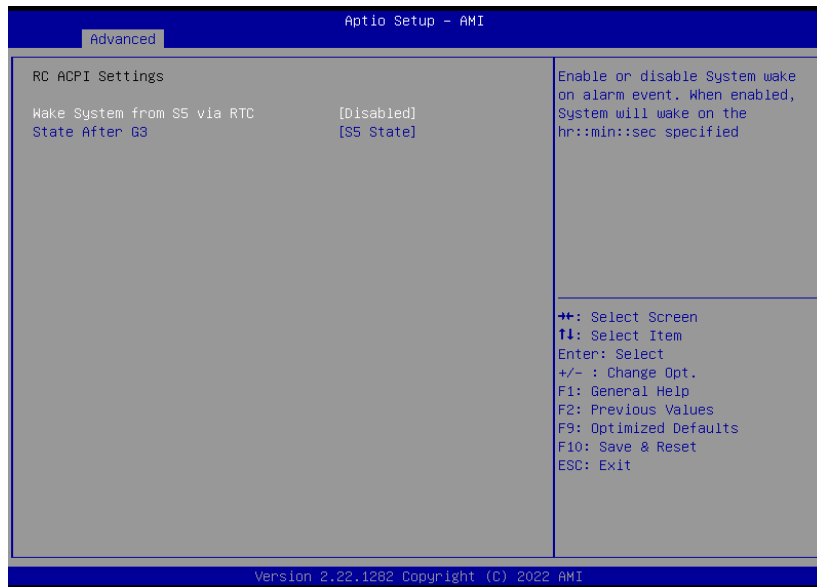 Aptio Setup – AMI
Advanced
RC ACPI Settings
Wake System from S5 via RTC [Disabled]
State After G3 [S5 State]
Enable or disable System wake
on alarm event. When enabled,
System will wake on the
hr::min::sec specified
→←: Select Screen
↑↓: Select Item
Enter: Select
+/- : Change Opt.
F1: General Help
F2: Previous Values
F9: Optimized Defaults
F10: Save & Reset
ESC: Exit
Version 2.22.1282 Copyright (C) 2022 AMI